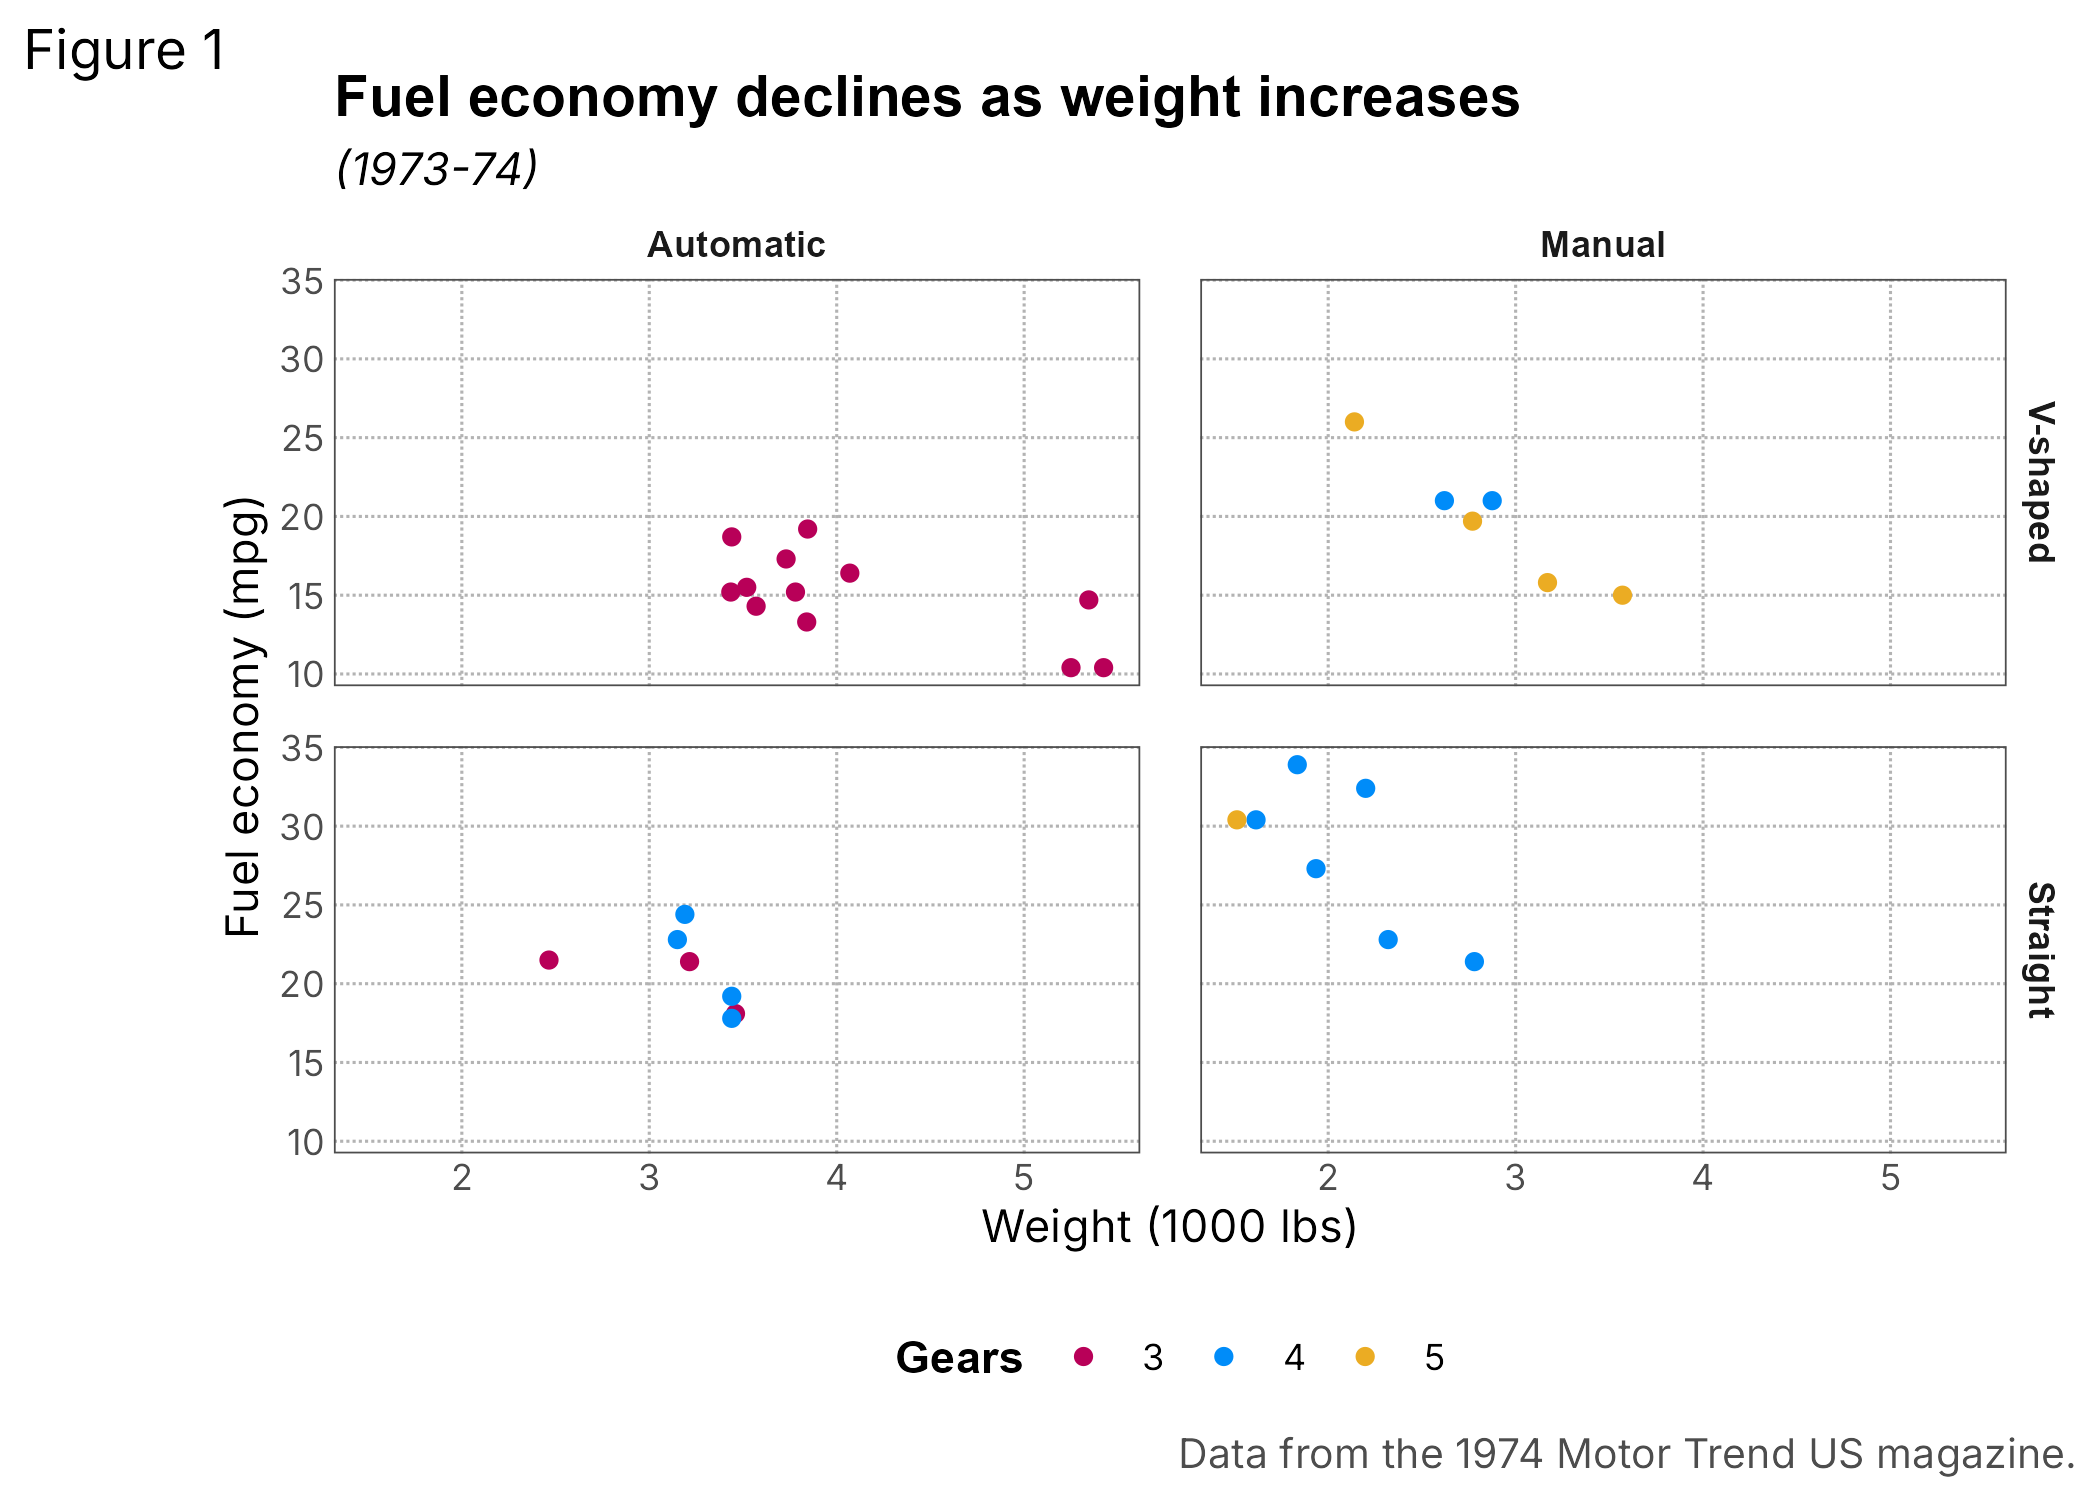 Figure 1
Fuel economy declines as weight increases
(1973-74)
Automatic
Manual
35
30
25
20
15
10
V-shaped
Fuel economy (mpg)
35
30
25
20
15
10
Straight
2 3 4 5
2 3 4 5
Weight (1000 lbs)
Gears 3 4 5
Data from the 1974 Motor Trend US magazine.